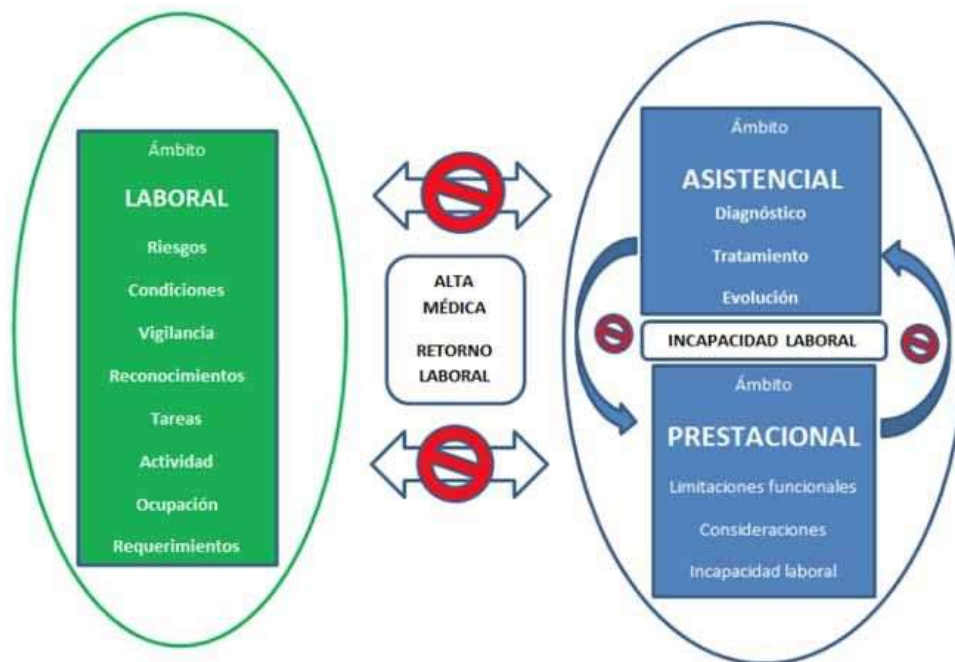 Ámbito
LABORAL
Riesgos
Condiciones
Vigilancia
Reconocimientos
Tareas
Actividad
Ocupación
Requerimientos
ALTA
MÉDICA
RETORNO
LABORAL
Ámbito
ASISTENCIAL
Diagnóstico
Tratamiento
Evolución
INCAPACIDAD LABORAL
Ámbito
PRESTACIONAL
Limitaciones funcionales
Consideraciones
Incapacidad laboral